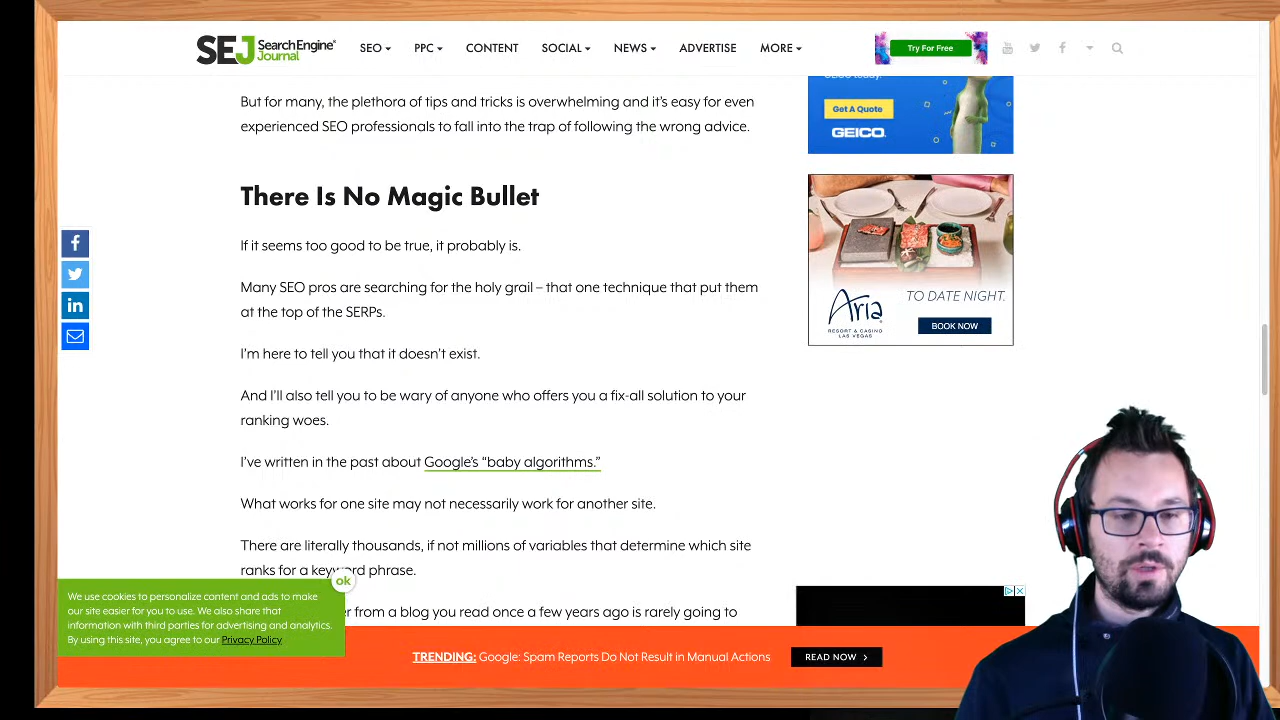 SEJ Search Engine Journal
SEO PPC CONTENT SOCIAL NEWS ADVERTISE MORE
Try For Free
But for many, the plethora of tips and tricks is overwhelming and it's easy for even
experienced SEO professionals to fall into the trap of following the wrong advice.
There Is No Magic Bullet
If it seems too good to be true, it probably is.
Many SEO pros are searching for the holy grail – that one technique that put them
at the top of the SERPs.
I'm here to tell you that it doesn't exist.
And I'll also tell you to be wary of anyone who offers you a fix-all solution to your
ranking woes.
I've written in the past about Google's “baby algorithms.”
What works for one site may not necessarily work for another site.
There are literally thousands, if not millions of variables that determine which site
ranks for a keyword phrase.
from a blog you read once a few years ago is rarely going to
Get A Quote
GEICO
Aria
RESORT & CASINO
LAS VEGAS
TO DATE NIGHT.
BOOK NOW
ok
We use cookies to personalize content and ads to make
our site easier for you to use. We also share that
information with third parties for advertising and analytics.
By using this site, you agree to our Privacy Policy
TRENDING: Google: Spam Reports Do Not Result in Manual Actions
READ NOW